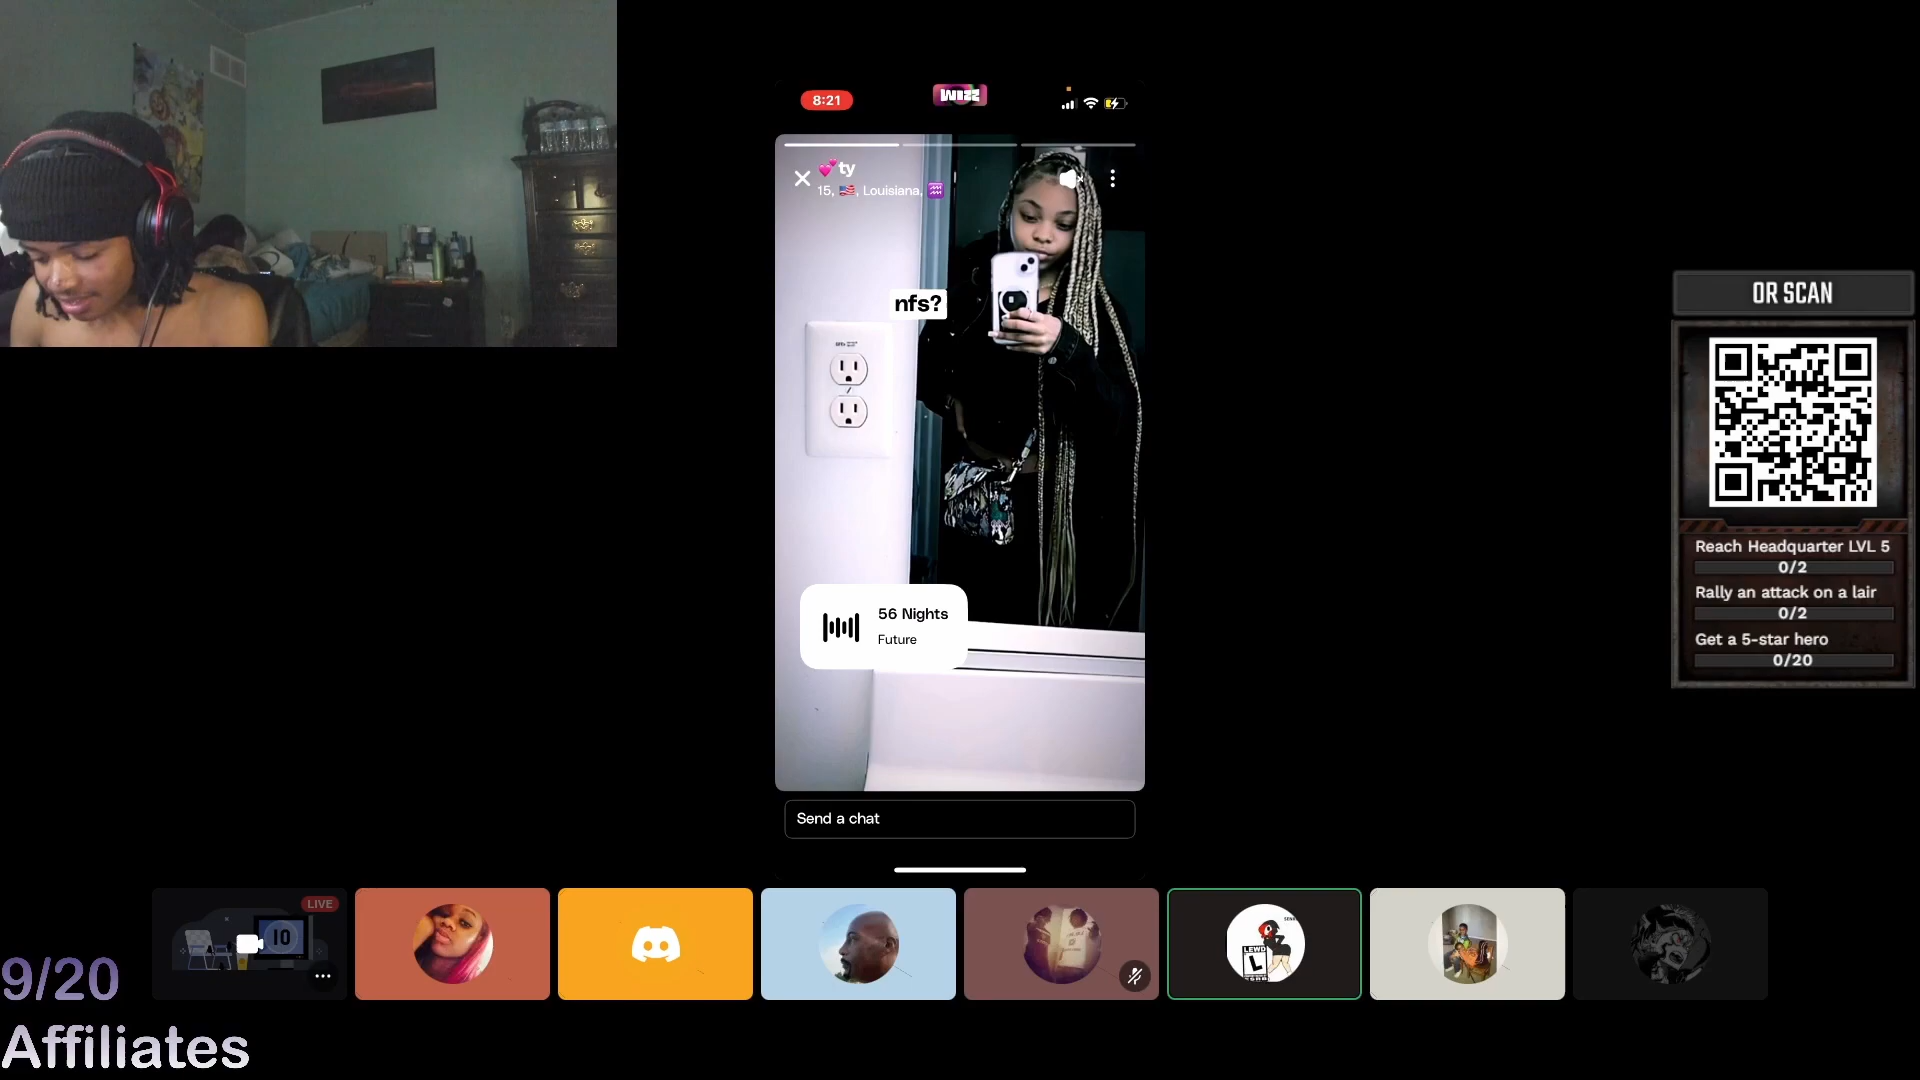 8:21
WIZZ
💕ty
15, 🇺🇸, Louisiana, ♒
nfs?
56 Nights
Future
Send a chat
OR SCAN
Reach Headquarter LVL 5
0/2
Rally an attack on a lair
0/2
Get a 5-star hero
0/20
LIVE
LEWD
L
9/20
Affiliates